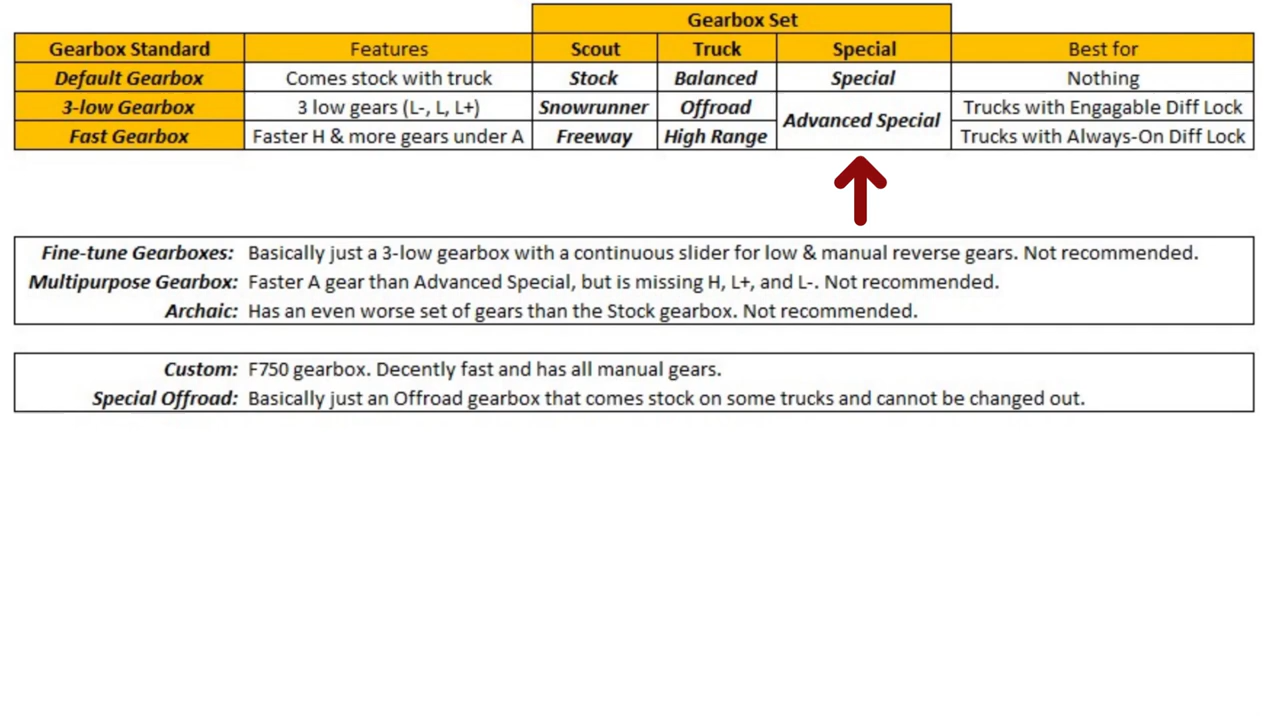 Gearbox Set
Gearbox Standard Features Scout Truck Special Best for
Default Gearbox Comes stock with truck Stock Balanced Special Nothing
3-low Gearbox 3 low gears (L-, L, L+) Snowrunner Offroad Advanced Special Trucks with Engagable Diff Lock
Fast Gearbox Faster H & more gears under A Freeway High Range Trucks with Always-On Diff Lock
Fine-tune Gearboxes: Basically just a 3-low gearbox with a continuous slider for low & manual reverse gears. Not recommended.
Multipurpose Gearbox: Faster A gear than Advanced Special, but is missing H, L+, and L-. Not recommended.
Archaic: Has an even worse set of gears than the Stock gearbox. Not recommended.
Custom: F750 gearbox. Decently fast and has all manual gears.
Special Offroad: Basically just an Offroad gearbox that comes stock on some trucks and cannot be changed out.